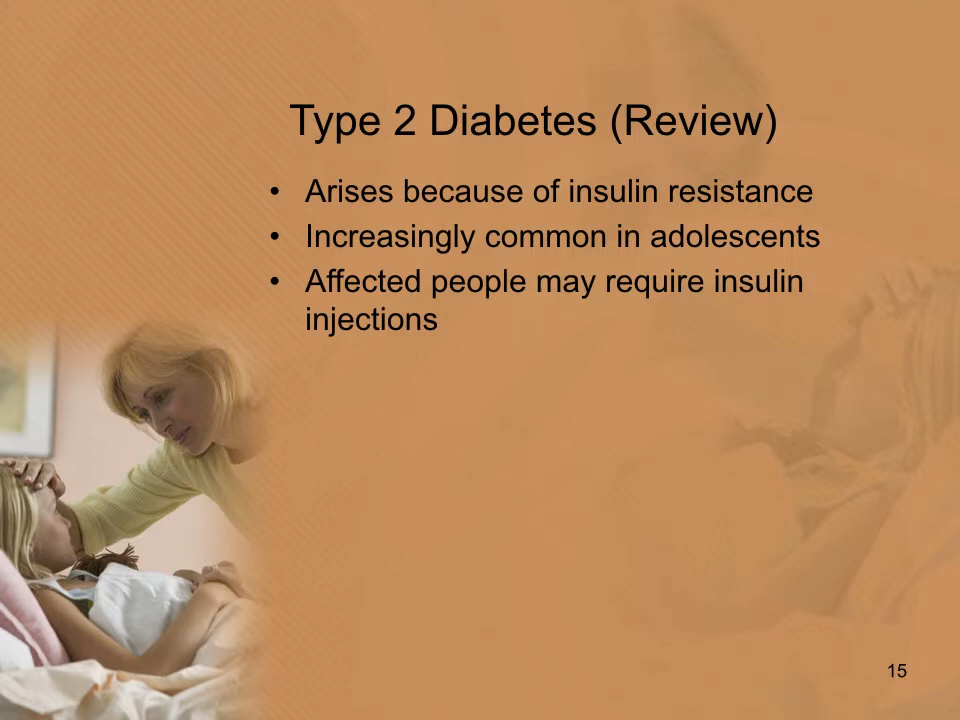 Type 2 Diabetes (Review)
• Arises because of insulin resistance
• Increasingly common in adolescents
• Affected people may require insulin
injections
15